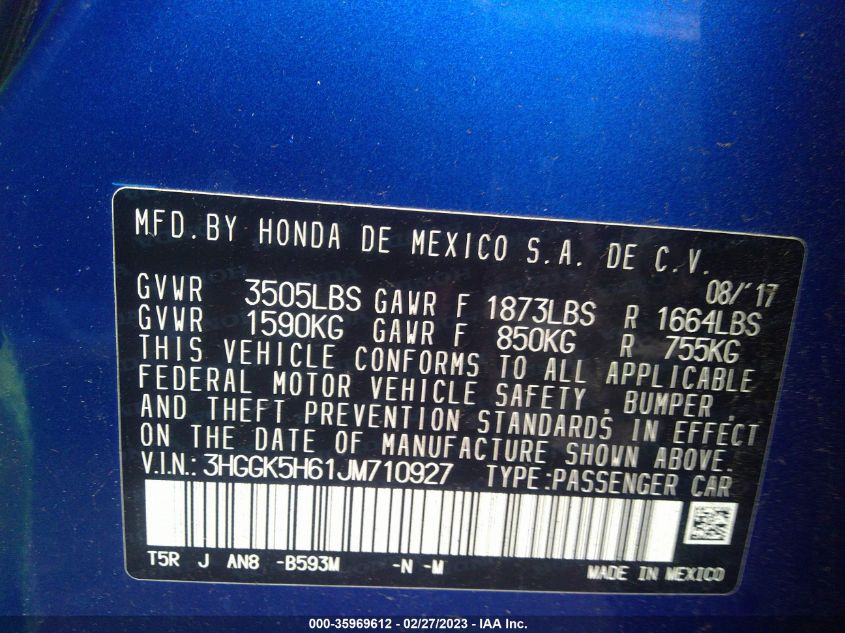 MFD. BY HONDA DE MEXICO S.A. DE C.V.
08/'17
GVWR 3505LBS GAWR F 1873LBS R 1664LBS
GVWR 1590KG GAWR F 850KG R 755KG
THIS VEHICLE CONFORMS TO ALL APPLICABLE
FEDERAL MOTOR VEHICLE SAFETY , BUMPER ,
AND THEFT PREVENTION STANDARDS IN EFFECT
ON THE DATE OF MANUFACTURE SHOWN ABOVE.
V.I.N.: 3HGGK5H61JM710927 TYPE:PASSENGER CAR
T5R J AN8 -B593M -N -M
MADE IN MEXICO
000-35969612 - 02/27/2023 - IAA Inc.